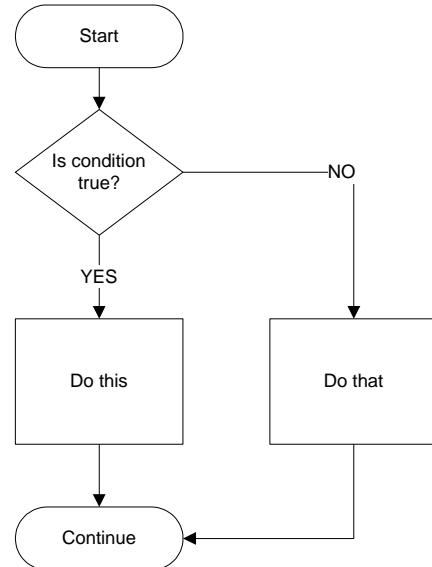 Start
Is condition
true?
NO
YES
Do this
Do that
Continue